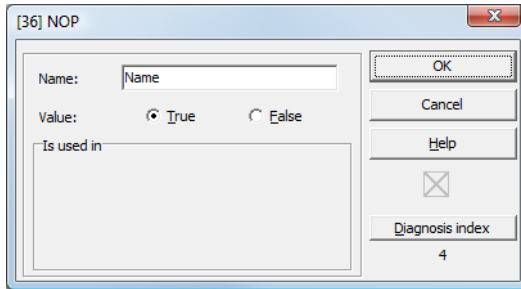 [36] NOP
Name: Name
Value: True False
Is used in
OK
Cancel
Help
Diagnosis index
4